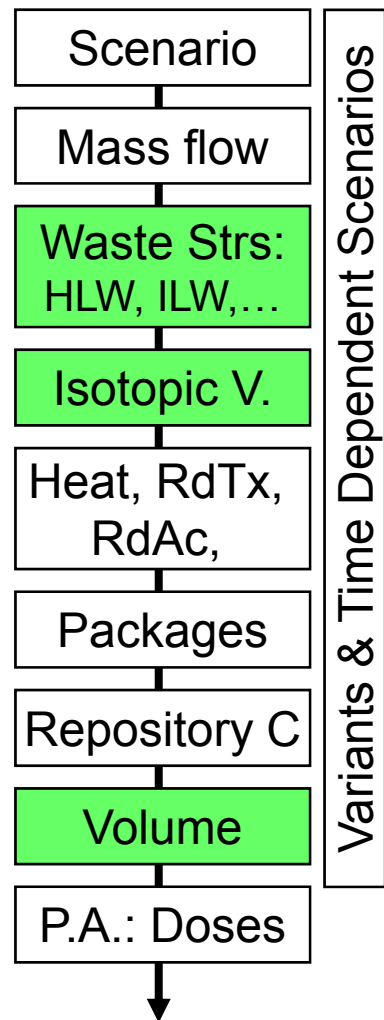 Scenario
Mass flow
Waste Strs:
HLW, ILW,…
Isotopic V.
Heat, RdTx,
RdAc,
Packages
Repository C
Volume
P.A.: Doses
Variants & Time Dependent Scenarios